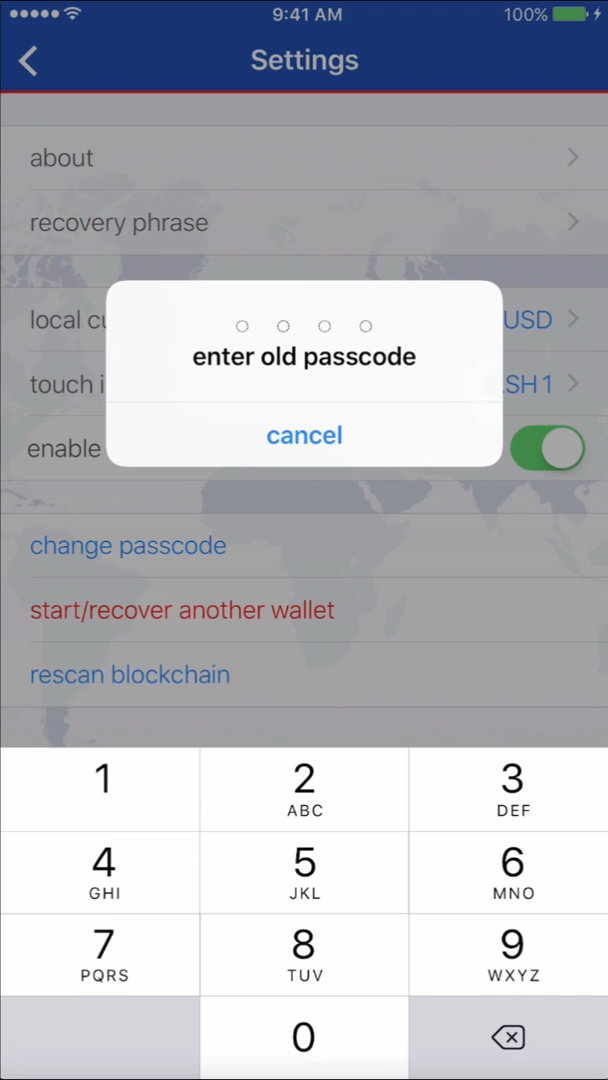 9:41 AM 100%
Settings
about
recovery phrase
local cu USD
touch i SH 1
enable
enter old passcode
cancel
change passcode
start/recover another wallet
rescan blockchain
1 2 3
ABC DEF
4 5 6
GHI JKL MNO
7 8 9
PQRS TUV WXYZ
0